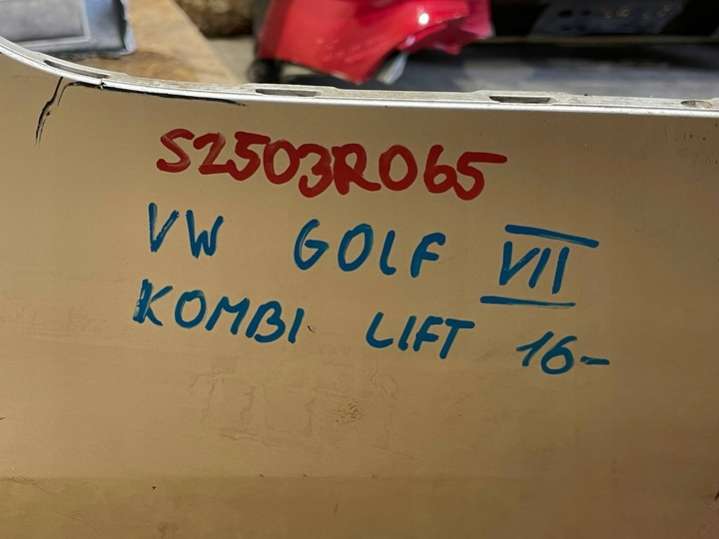 S2503R065
VW GOLF VII
KOMBI LIFT 16-